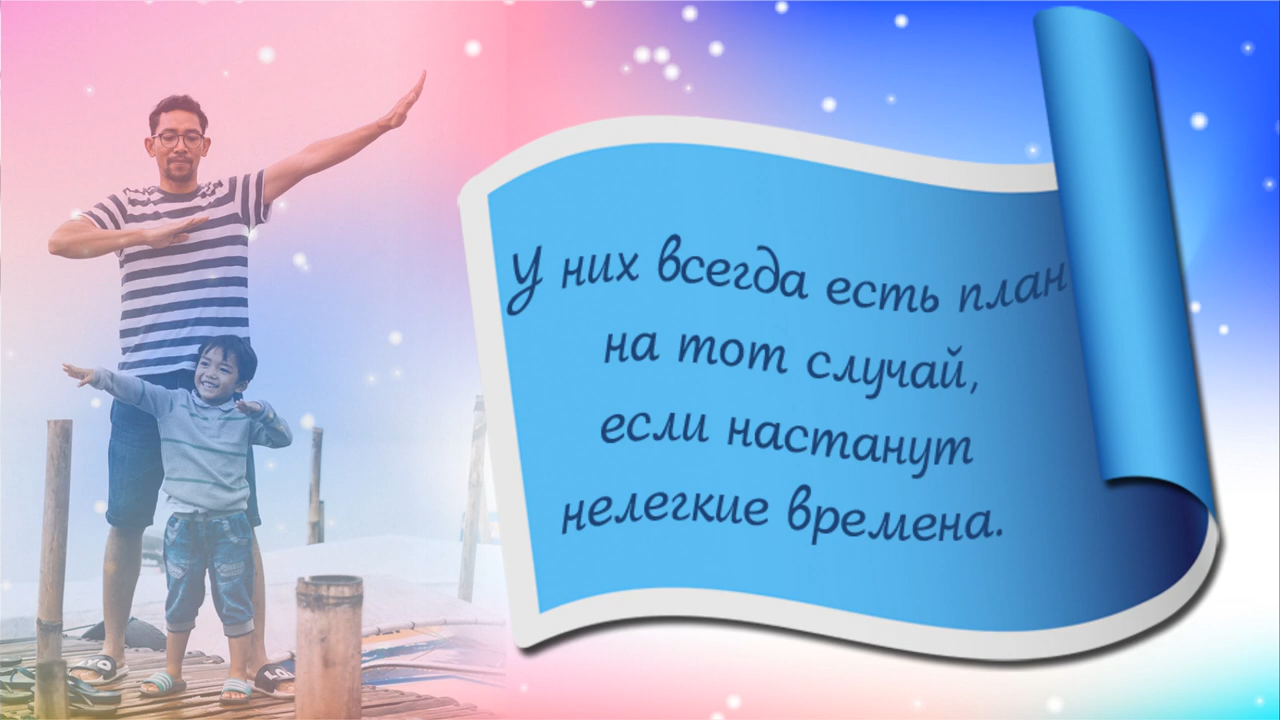 У них всегда есть план
на тот случай,
если настанут
нелегкие времена.